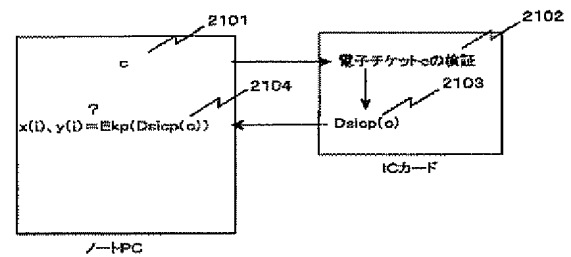 2101
c
2102
電子チケットcの検証
2103
Dsicp(c)
ICカード
2104
?
x(i)、y(i)=Ekp(Dsicp(c))
ノートPC